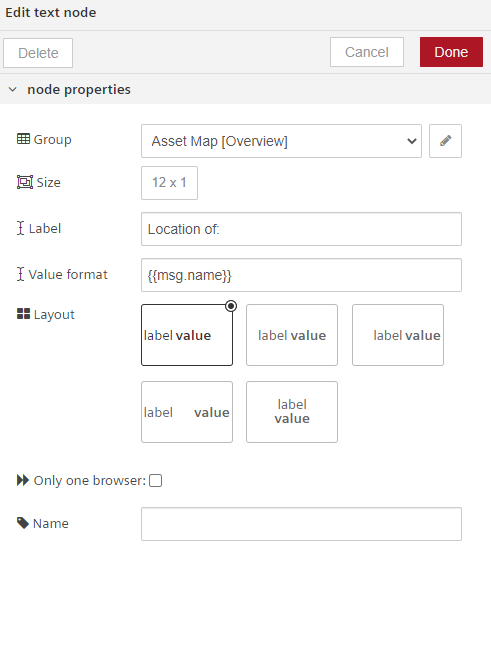 Edit text node
Delete
Cancel
Done
node properties
Group
Asset Map [Overview]
Size
12 x 1
Label
Location of:
Value format
{{msg.name}}
Layout
label value
label value
label value
label value
label
value
Only one browser:
Name